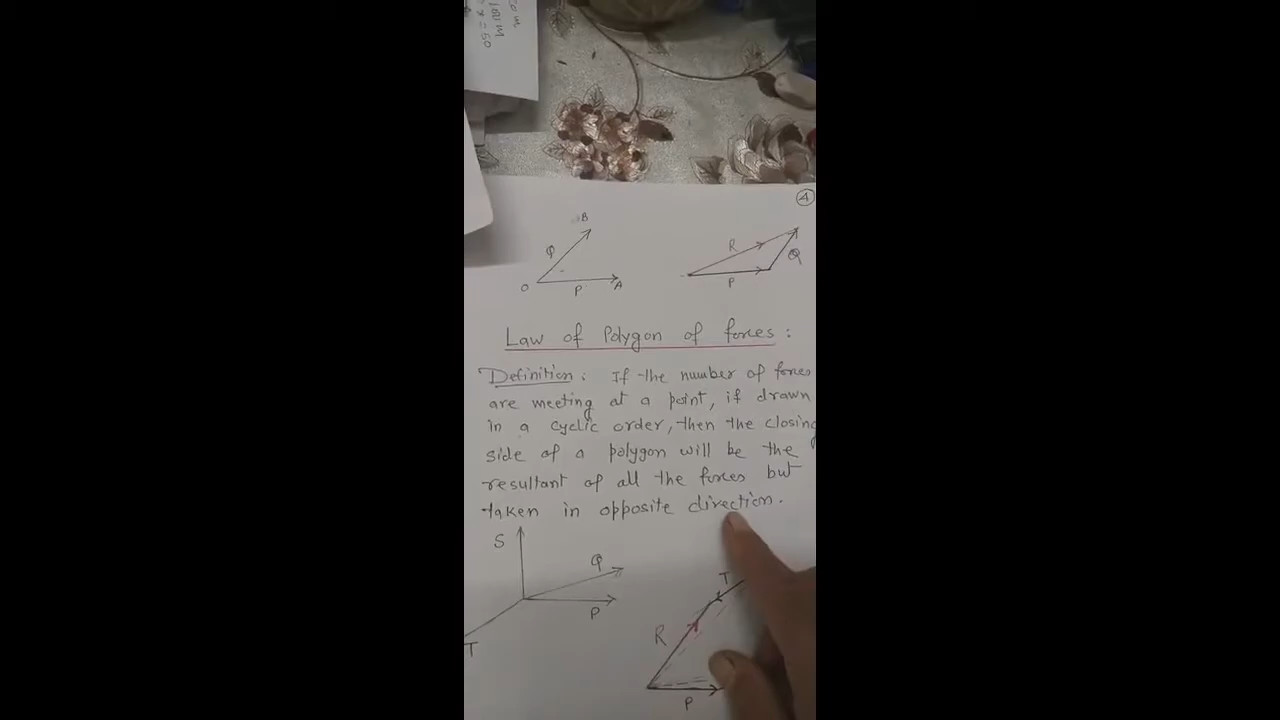 x = 60
A
B
Q
R
Q
O
P
A
P
Law of Polygon of forces :
Definition : If the number of forces
are meeting at a point, if drawn
in a cyclic order, then the closing
side of a polygon will be the
resultant of all the forces but
taken in opposite direction.
S
Q
P
T
T
R
P